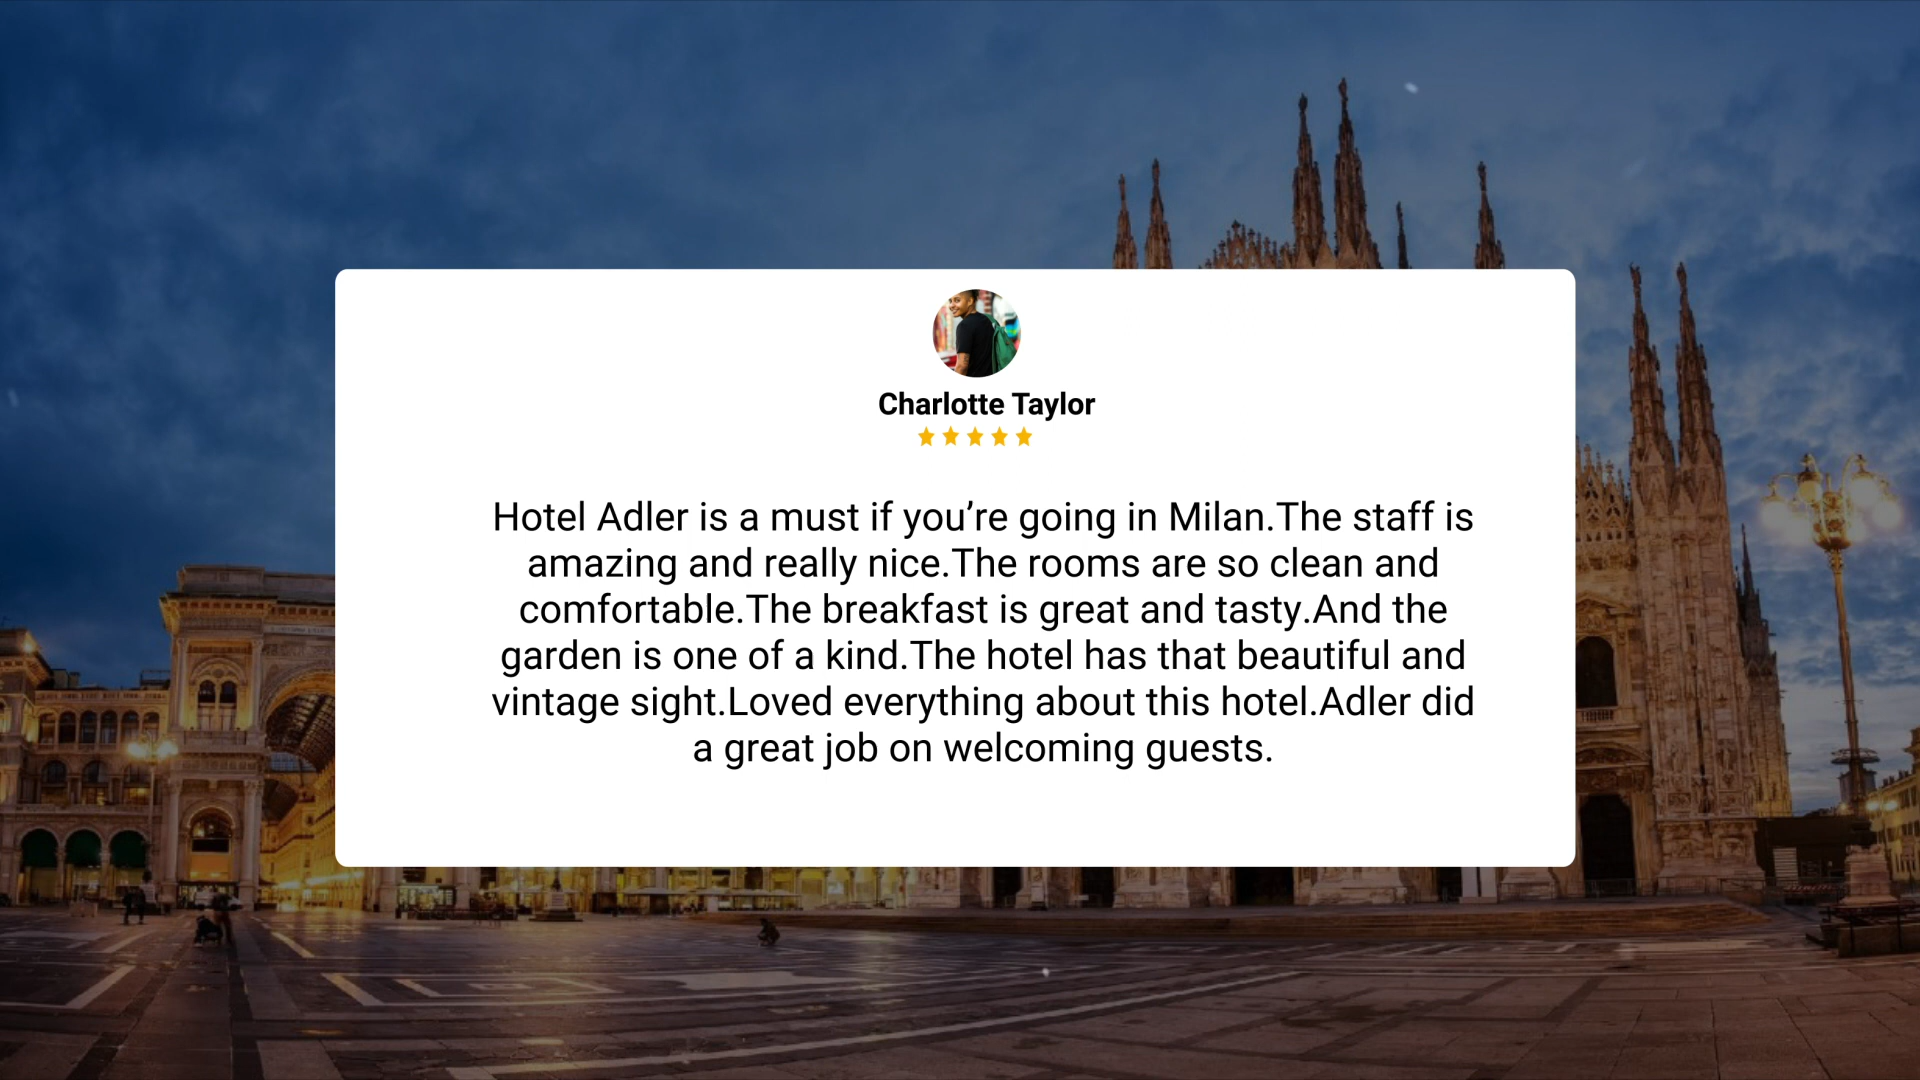 Charlotte Taylor
Hotel Adler is a must if you’re going in Milan.The staff is
amazing and really nice.The rooms are so clean and
comfortable.The breakfast is great and tasty.And the
garden is one of a kind.The hotel has that beautiful and
vintage sight.Loved everything about this hotel.Adler did
a great job on welcoming guests.